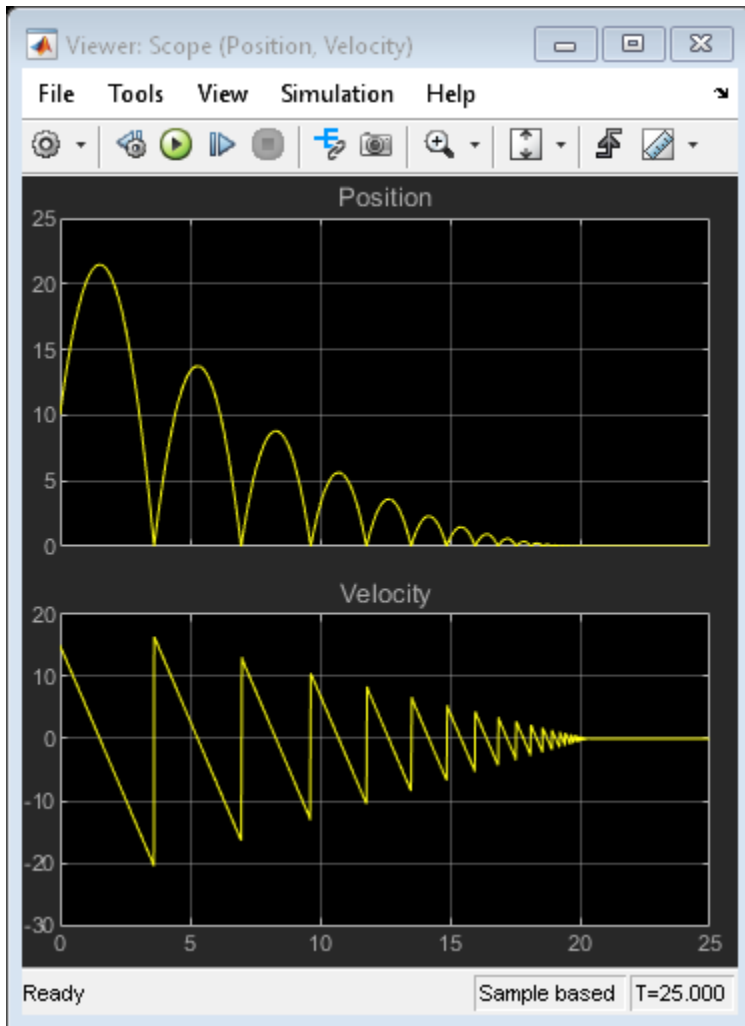 Viewer: Scope (Position, Velocity)
File Tools View Simulation Help
Position
25
20
15
10
5
0
Velocity
20
10
0
-10
-20
-30
0 5 10 15 20 25
Ready Sample based T=25.000